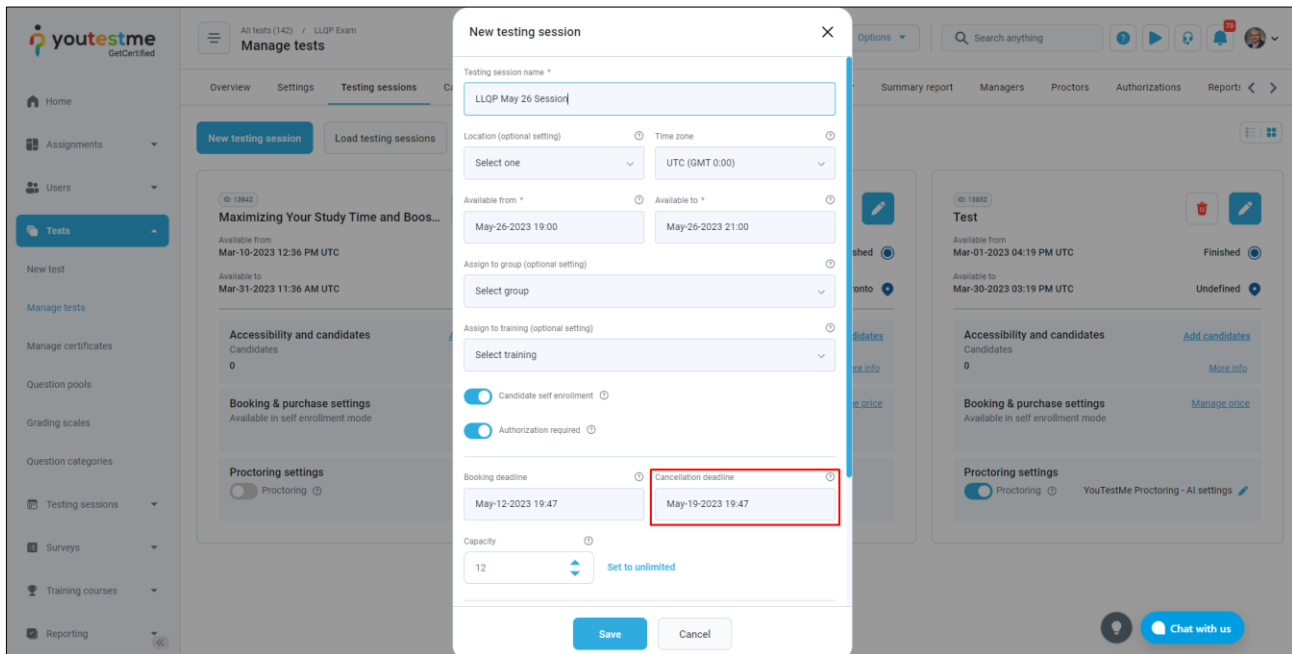 youtestme
GetCertified
Home
Assignments
Users
Tests
New test
Manage tests
Manage certificates
Question pools
Grading scales
Question categories
Testing sessions
Surveys
Training courses
Reporting
All tests (142) / LLQP Exam
Manage tests
Options
Search anything
73
Overview Settings Testing sessions
Summary report Managers Proctors Authorizations
New testing session Load testing sessions
ID: 13842
Maximizing Your Study Time and Boos...
Available from
Mar-10-2023 12:36 PM UTC
Available to
Mar-31-2023 11:36 AM UTC
Accessibility and candidates
Candidates
0
Booking & purchase settings
Available in self enrollment mode
Proctoring settings
Proctoring
New testing session
Testing session name *
LLQP May 26 Session
Location (optional setting) Time zone
Select one UTC (GMT 0:00)
Available from * Available to *
May-26-2023 19:00 May-26-2023 21:00
Assign to group (optional setting)
Select group
Assign to training (optional setting)
Select training
Candidate self enrollment
Authorization required
Booking deadline Cancellation deadline
May-12-2023 19:47 May-19-2023 19:47
Capacity
12 Set to unlimited
Save Cancel
ID: 13852
Test
Available from
Mar-01-2023 04:19 PM UTC Finished
Available to
Mar-30-2023 03:19 PM UTC Undefined
Accessibility and candidates Add candidates
Candidates
0 More info
Booking & purchase settings Manage price
Available in self enrollment mode
Proctoring settings
Proctoring YouTestMe Proctoring - AI settings
Chat with us